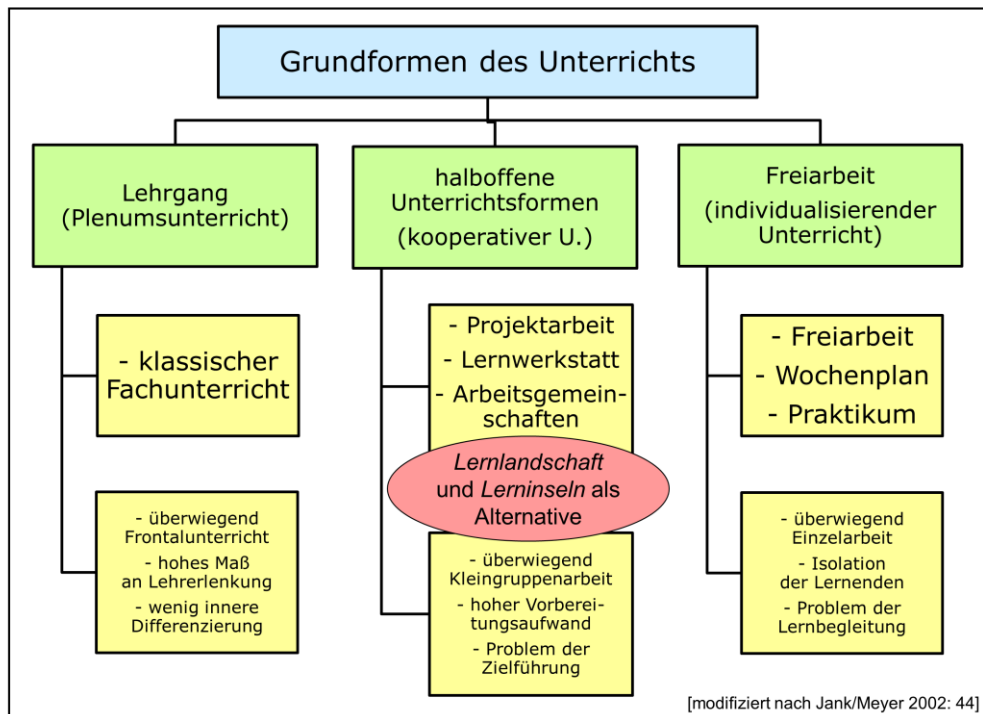 Grundformen des Unterrichts
Lehrgang
(Plenumsunterricht)
- klassischer
Fachunterricht
- überwiegend
Frontalunterricht
- hohes Maß
an Lehrerlenkung
- wenig innere
Differenzierung
halboffene
Unterrichtsformen
(kooperativer U.)
- Projektarbeit
- Lernwerkstatt
- Arbeitsgemein-
schaften
Lernlandschaft
und Lerninseln als
Alternative
- überwiegend
Kleingruppenarbeit
- hoher Vorberei-
tungsaufwand
- Problem der
Zielführung
Freiarbeit
(individualisierender
Unterricht)
- Freiarbeit
- Wochenplan
- Praktikum
- überwiegend
Einzelarbeit
- Isolation
der Lernenden
- Problem der
Lernbegleitung
[modifiziert nach Jank/Meyer 2002: 44]